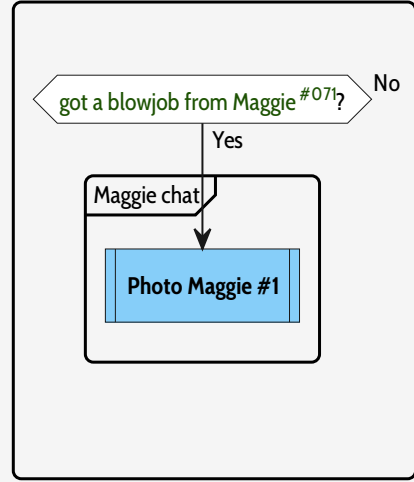 No
got a blowjob from Maggie #071?
Yes
Maggie chat
Photo Maggie #1